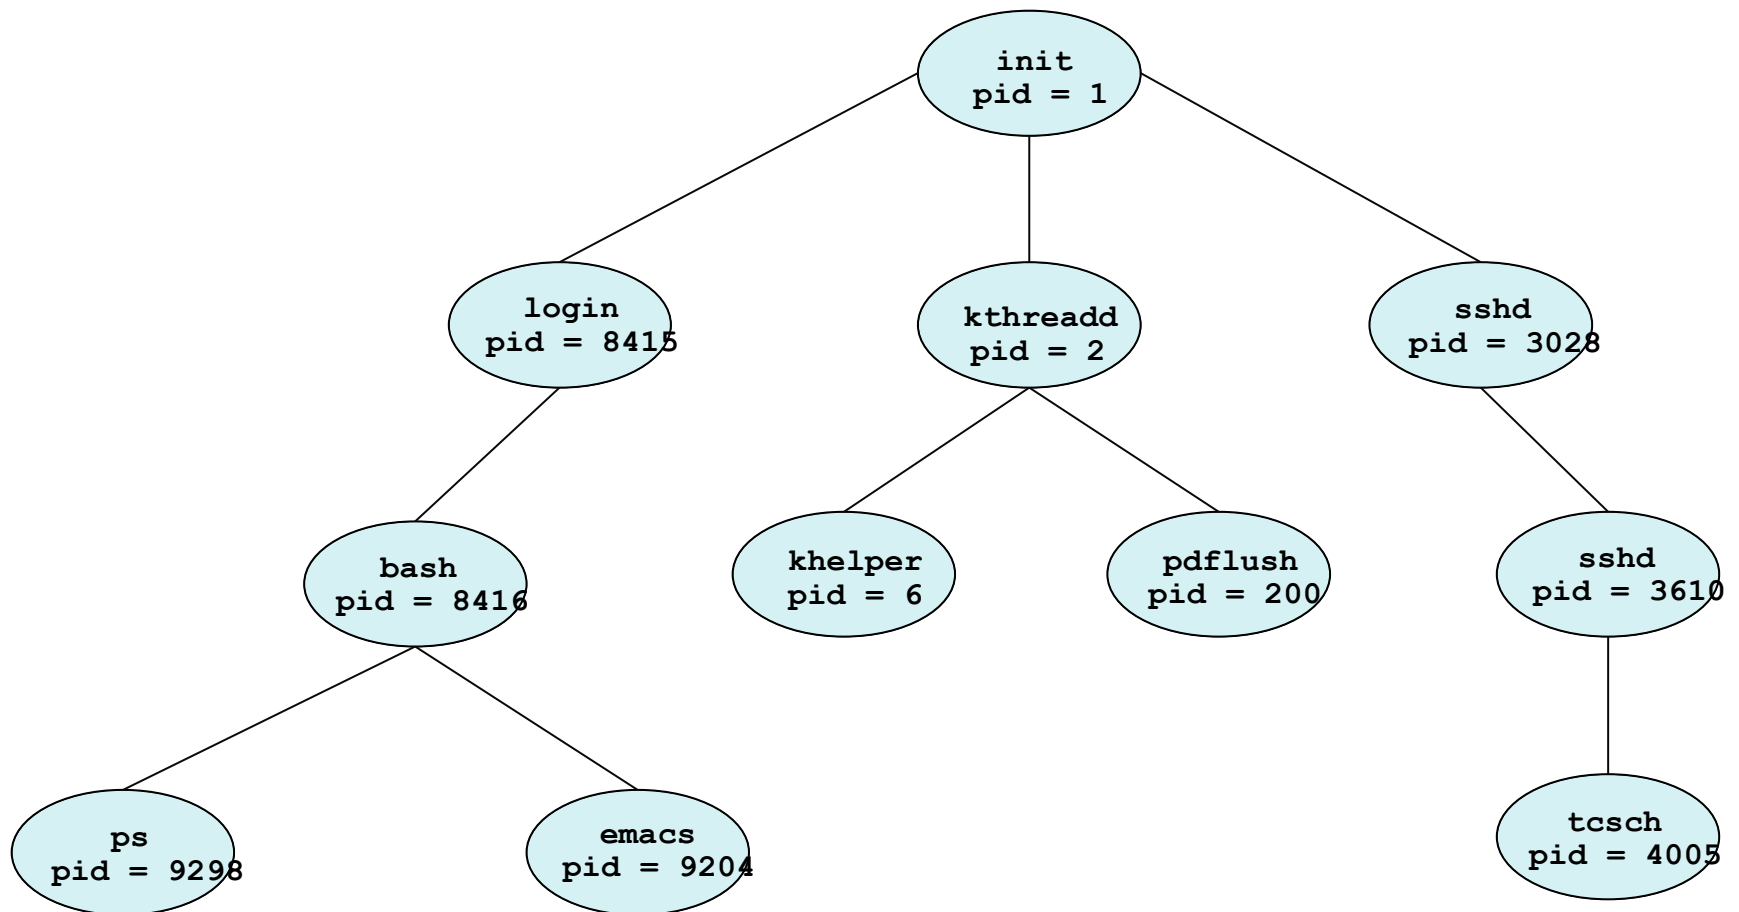 init
pid = 1
login
pid = 8415
kthreadd
pid = 2
sshd
pid = 3028
bash
pid = 8416
khelper
pid = 6
pdflush
pid = 200
sshd
pid = 3610
ps
pid = 9298
emacs
pid = 9204
tcsch
pid = 4005